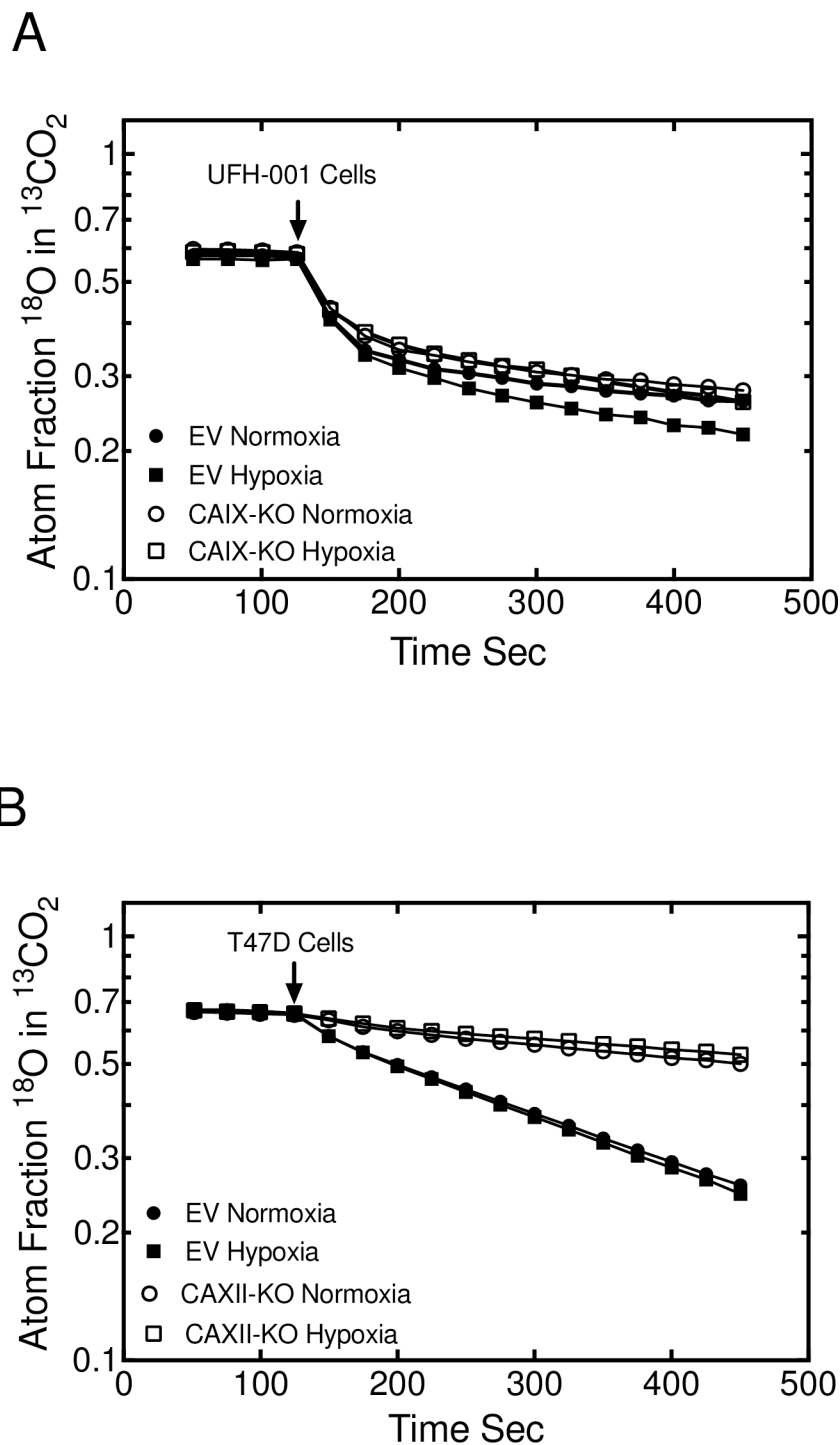 A
UFH-001 Cells
Atom Fraction ¹⁸O in ¹³CO₂
1
0.7
0.5
0.3
0.2
0.1
EV Normoxia
EV Hypoxia
CAIX-KO Normoxia
CAIX-KO Hypoxia
0 100 200 300 400 500
Time Sec
B
T47D Cells
Atom Fraction ¹⁸O in ¹³CO₂
1
0.7
0.5
0.3
0.2
0.1
EV Normoxia
EV Hypoxia
CAXII-KO Normoxia
CAXII-KO Hypoxia
0 100 200 300 400 500
Time Sec